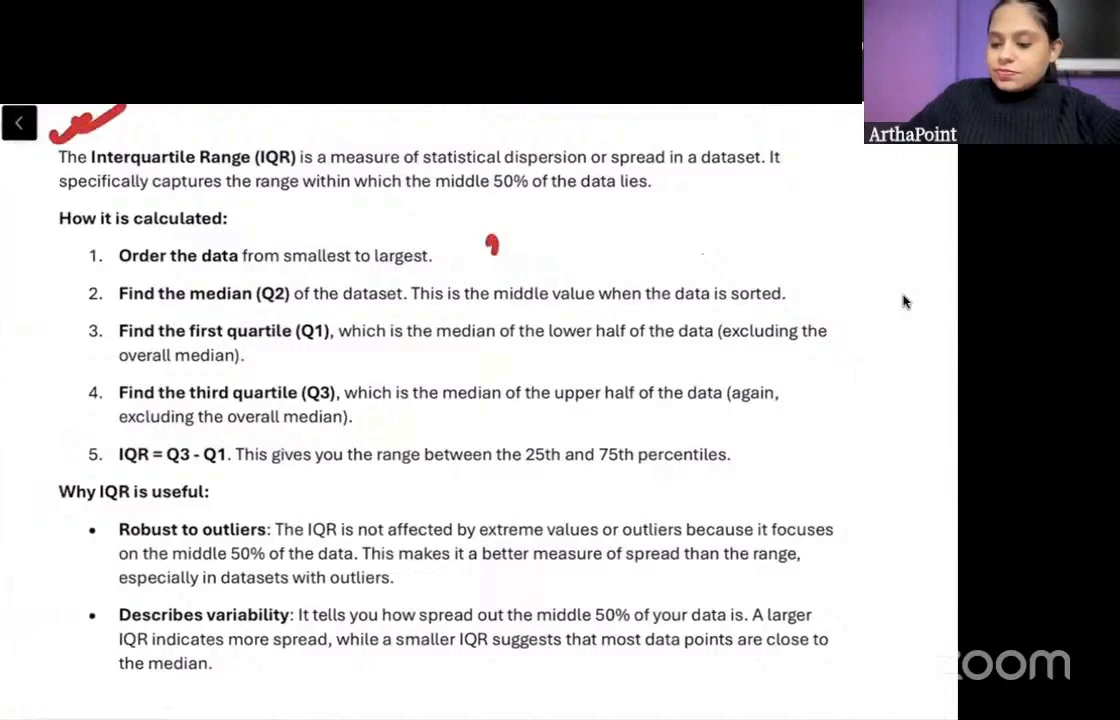 ArthaPoint
The Interquartile Range (IQR) is a measure of statistical dispersion or spread in a dataset. It
specifically captures the range within which the middle 50% of the data lies.
How it is calculated:
1. Order the data from smallest to largest.
2. Find the median (Q2) of the dataset. This is the middle value when the data is sorted.
3. Find the first quartile (Q1), which is the median of the lower half of the data (excluding the
overall median).
4. Find the third quartile (Q3), which is the median of the upper half of the data (again,
excluding the overall median).
5. IQR = Q3 - Q1. This gives you the range between the 25th and 75th percentiles.
Why IQR is useful:
• Robust to outliers: The IQR is not affected by extreme values or outliers because it focuses
on the middle 50% of the data. This makes it a better measure of spread than the range,
especially in datasets with outliers.
• Describes variability: It tells you how spread out the middle 50% of your data is. A larger
IQR indicates more spread, while a smaller IQR suggests that most data points are close to
the median.
zoom